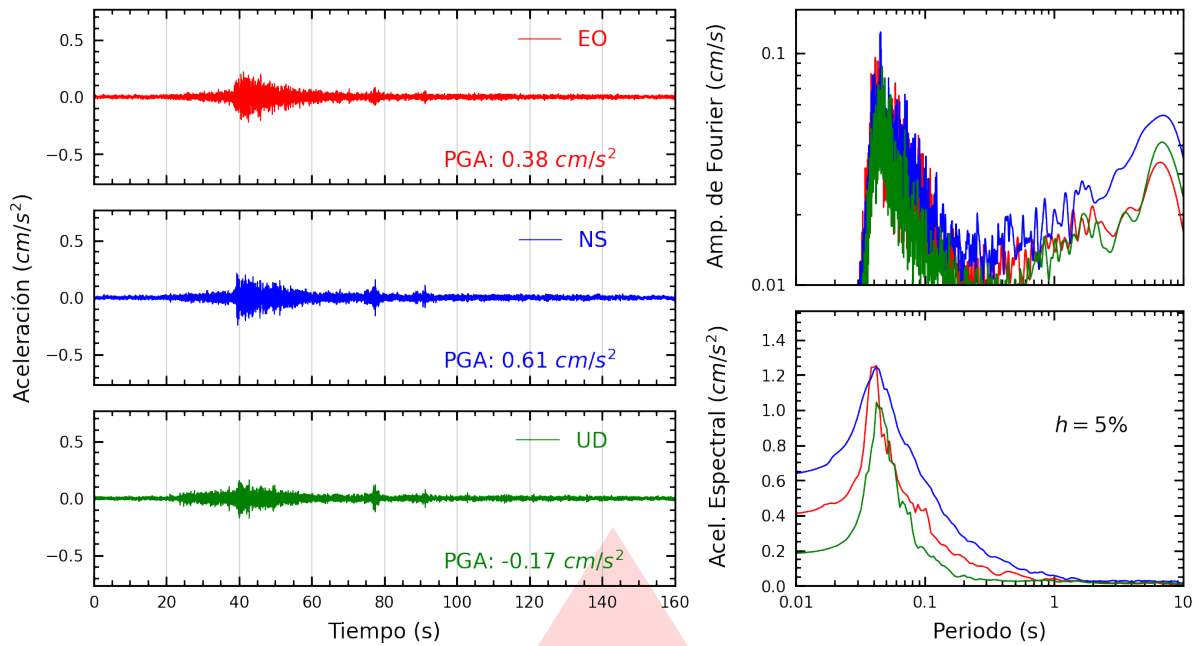 Aceleración (cm/s²)
0.5
0.0
−0.5
EO
PGA: 0.38 cm/s²
0.5
0.0
−0.5
NS
PGA: 0.61 cm/s²
0.5
0.0
−0.5
UD
PGA: -0.17 cm/s²
0 20 40 60 80 100 120 140 160
Tiempo (s)
Amp. de Fourier (cm/s)
0.1
0.01
Acel. Espectral (cm/s²)
1.4
1.2
1.0
0.8
0.6
0.4
0.2
0.0
h = 5%
0.01 0.1 1 10
Periodo (s)